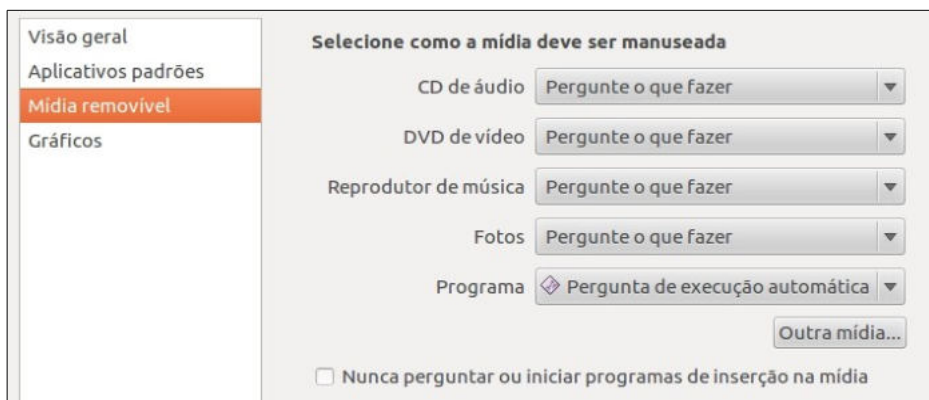 Visão geral
Aplicativos padrões
Mídia removível
Gráficos
Selecione como a mídia deve ser manuseada
CD de áudio Pergunte o que fazer
DVD de vídeo Pergunte o que fazer
Reprodutor de música Pergunte o que fazer
Fotos Pergunte o que fazer
Programa Pergunta de execução automática
Outra mídia...
Nunca perguntar ou iniciar programas de inserção na mídia